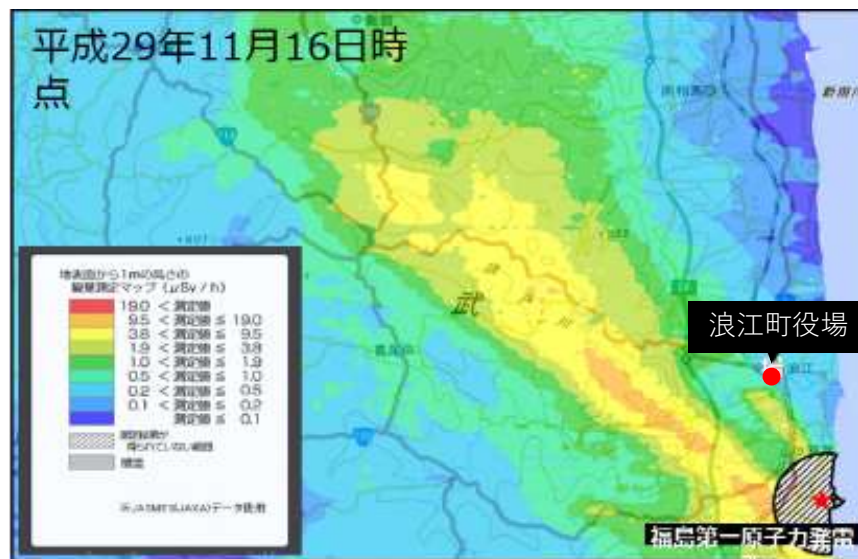 平成29年11月16日時
点
地表面から1mの高さの
線量測定マップ (μSv / h)
19.0 < 測定値
9.5 < 測定値 ≦ 19.0
3.8 < 測定値 ≦ 9.5
1.9 < 測定値 ≦ 3.8
1.0 < 測定値 ≦ 1.9
0.5 < 測定値 ≦ 1.0
0.2 < 測定値 ≦ 0.5
0.1 < 測定値 ≦ 0.2
測定値 ≦ 0.1
測定結果が
得られていない範囲
武
浪江町役場
浪江
福島第一原子力発電